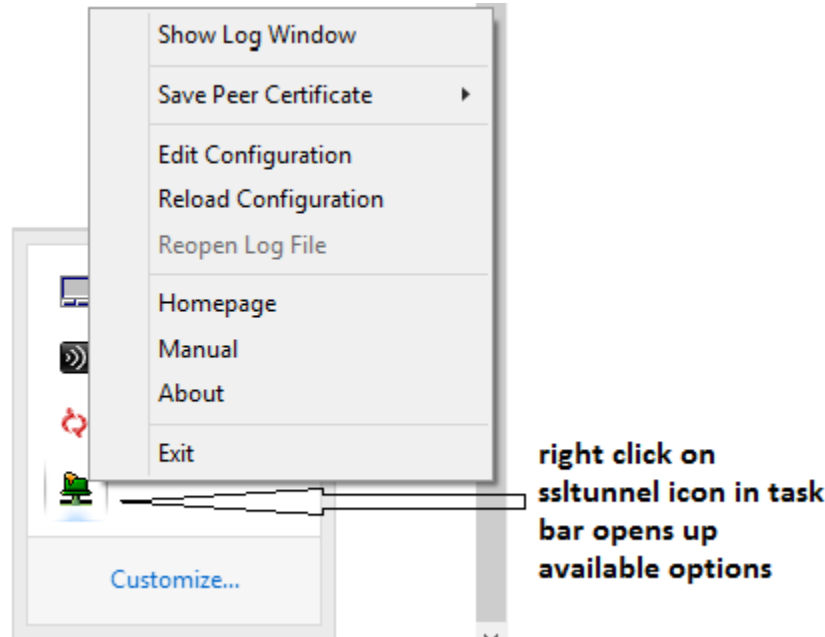 Show Log Window
Save Peer Certificate
Edit Configuration
Reload Configuration
Reopen Log File
Homepage
Manual
About
Exit
right click on
ssltunnel icon in task
bar opens up
available options
Customize...